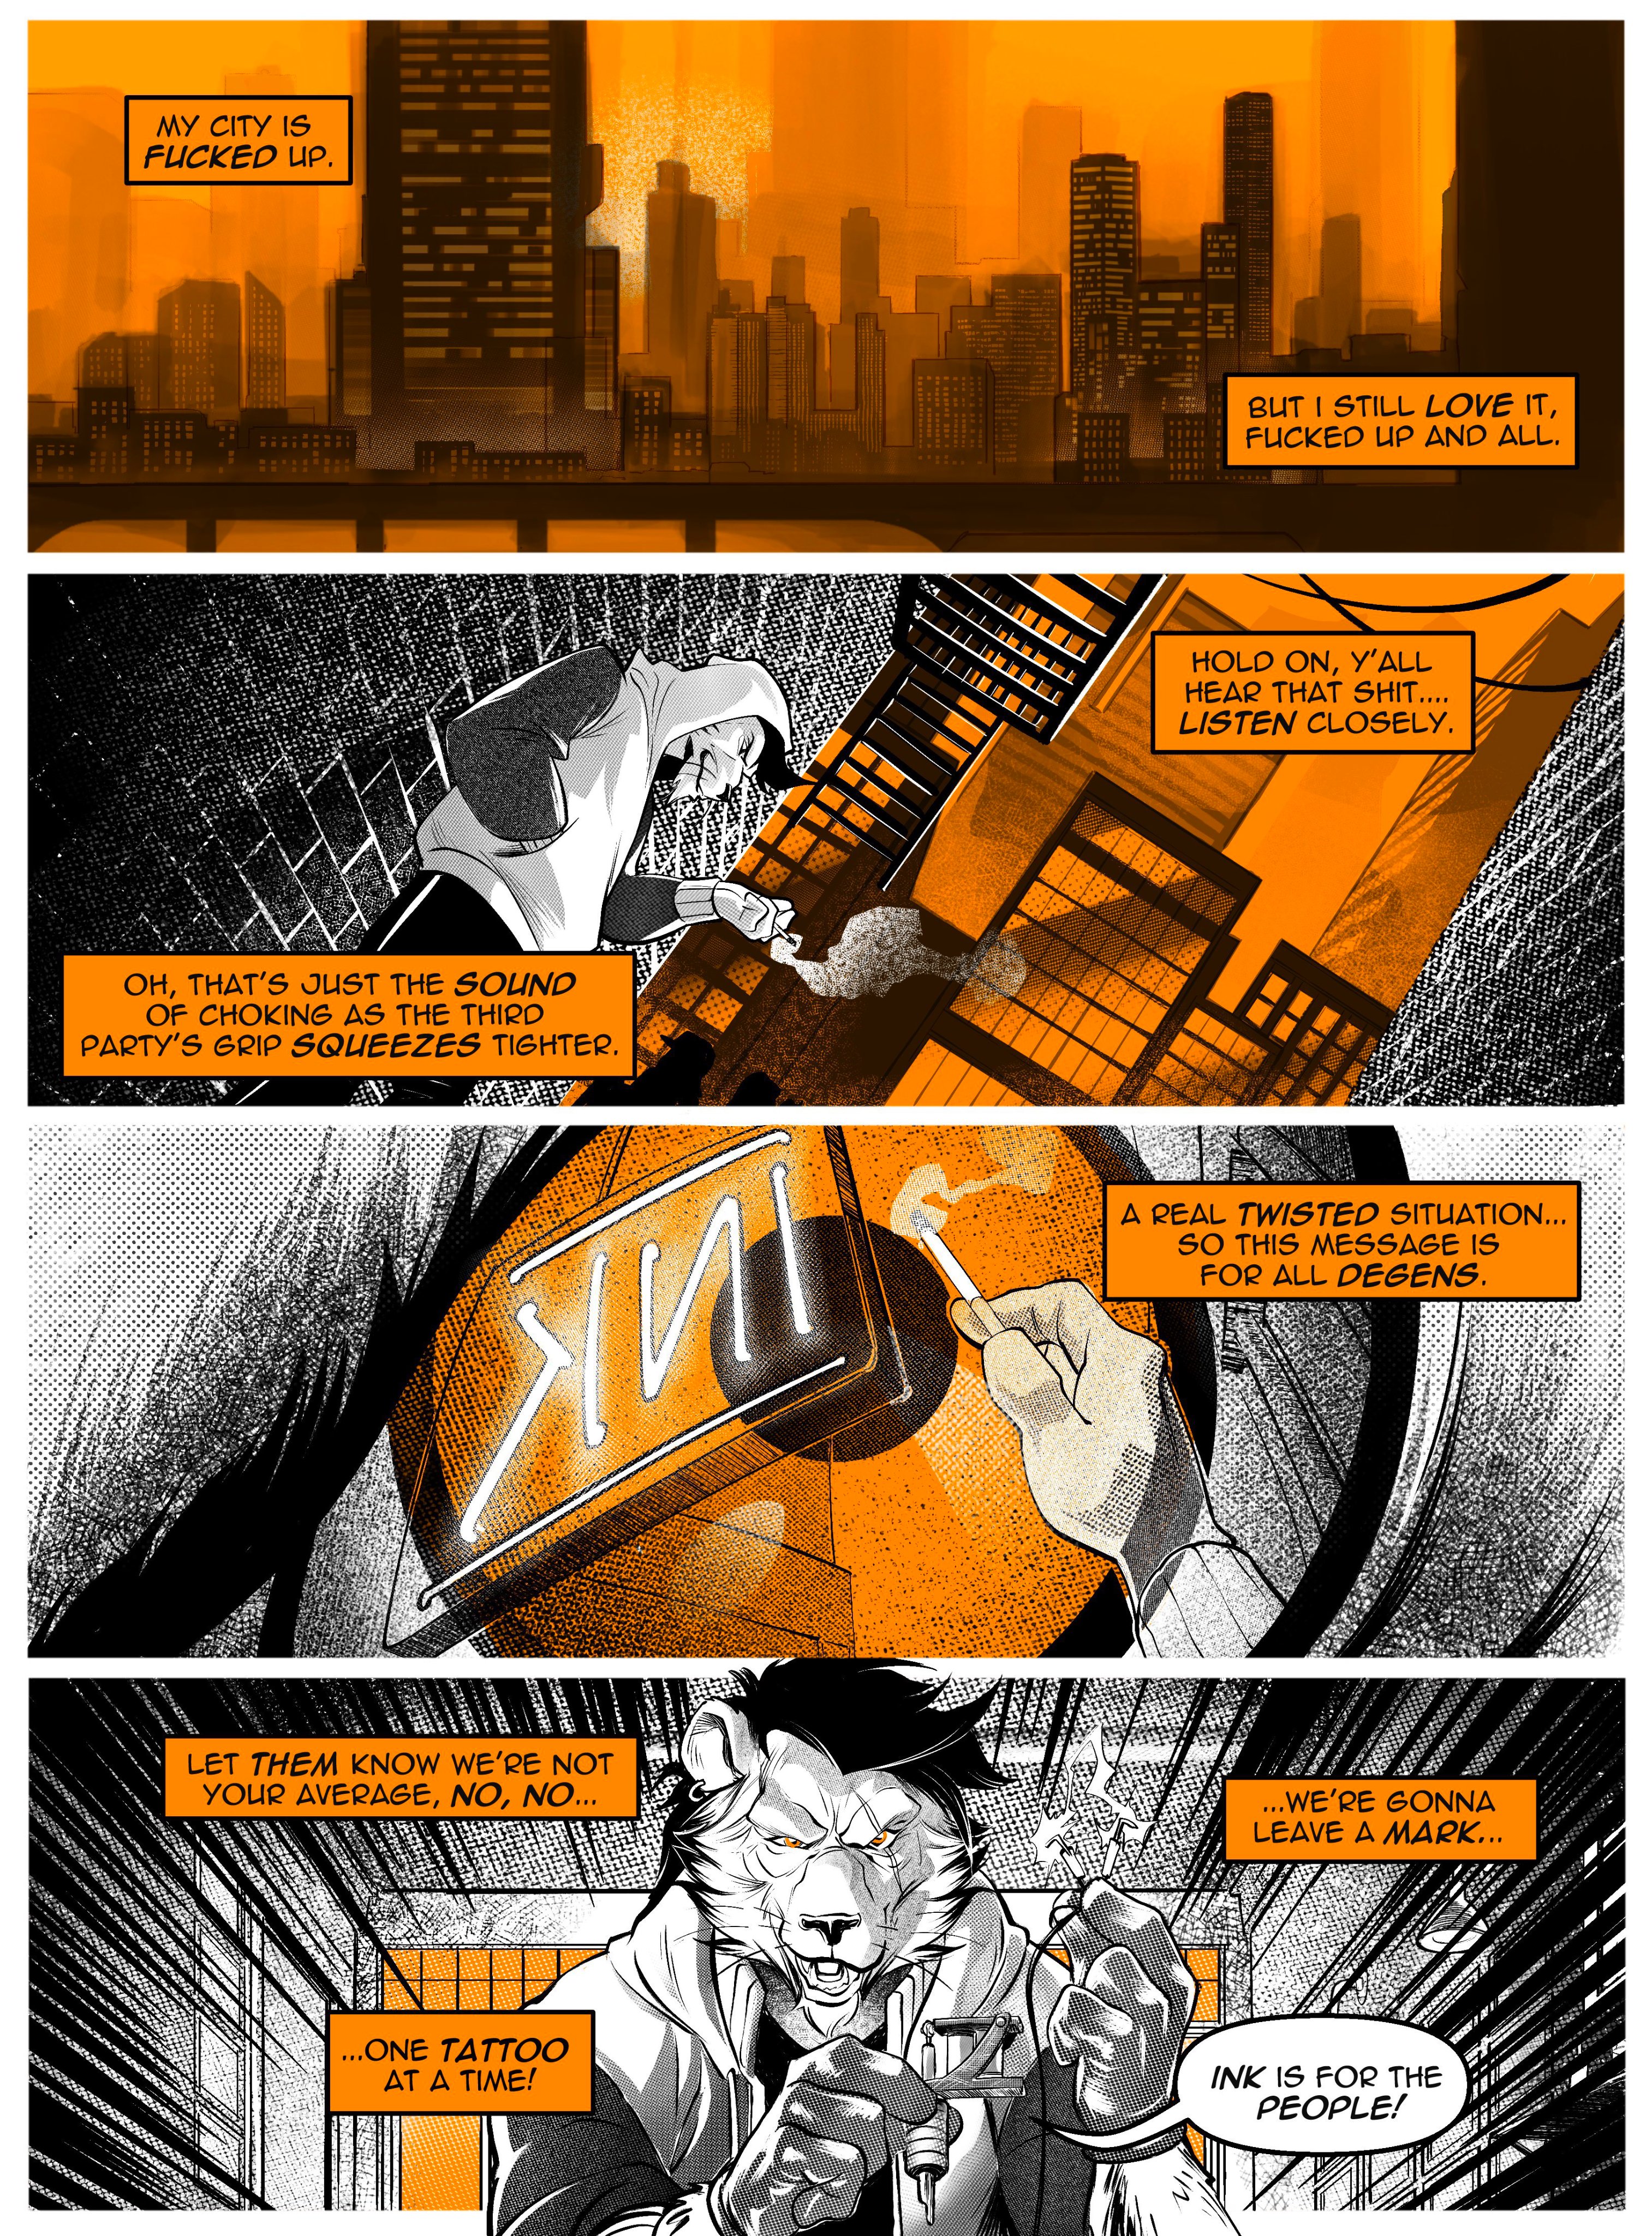 MY CITY IS
FUCKED UP.
BUT I STILL LOVE IT,
FUCKED UP AND ALL.
HOLD ON, Y'ALL
HEAR THAT SHIT....
LISTEN CLOSELY.
OH, THAT'S JUST THE SOUND
OF CHOKING AS THE THIRD
PARTY'S GRIP SQUEEZES TIGHTER.
INK
A REAL TWISTED SITUATION...
SO THIS MESSAGE IS
FOR ALL DEGENS.
LET THEM KNOW WE'RE NOT
YOUR AVERAGE, NO, NO...
...WE'RE GONNA
LEAVE A MARK...
...ONE TATTOO
AT A TIME!
INK IS FOR THE
PEOPLE!